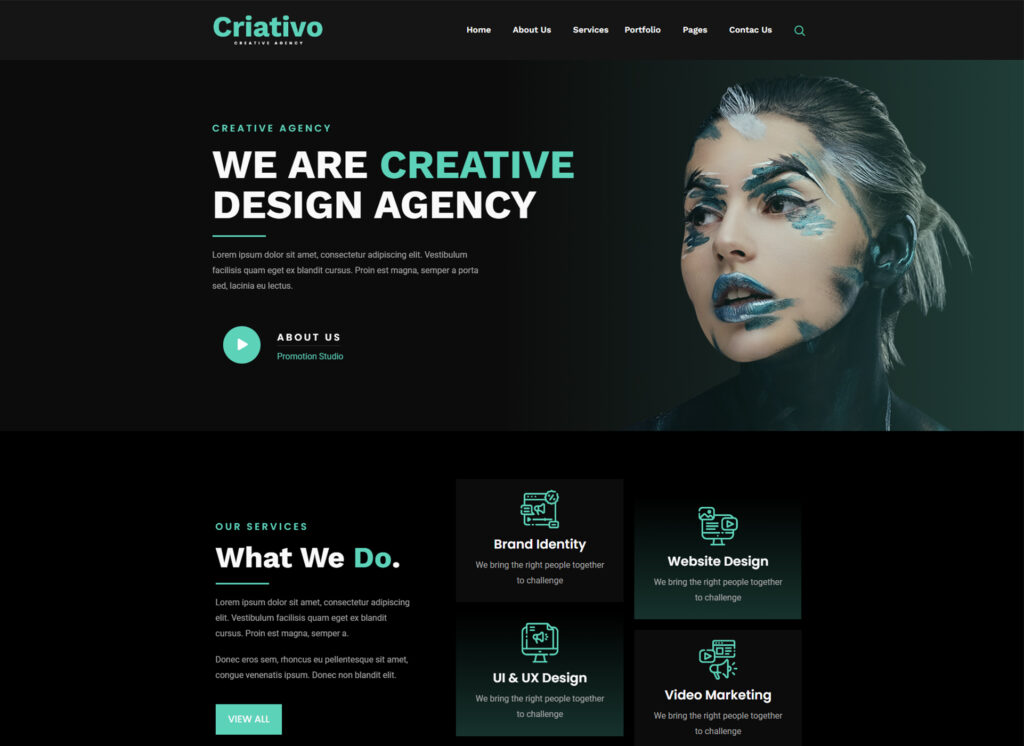 Criativo
CREATIVE AGENCY
Home About Us Services Portfolio Pages Contac Us
CREATIVE AGENCY
WE ARE CREATIVE
DESIGN AGENCY
Lorem ipsum dolor sit amet, consectetur adipiscing elit. Vestibulum
facilisis quam eget ex blandit cursus. Proin est magna, semper a porta
sed, lacinia eu lectus.
ABOUT US
Promotion Studio
OUR SERVICES
What We Do.
Lorem ipsum dolor sit amet, consectetur adipiscing
elit. Vestibulum facilisis quam eget ex blandit
cursus. Proin est magna, semper a.
Donec eros sem, rhoncus eu pellentesque sit amet,
congue venenatis ipsum. Donec non blandit elit.
VIEW ALL
Brand Identity
We bring the right people together
to challenge
Website Design
We bring the right people together
to challenge
UI & UX Design
We bring the right people together
to challenge
Video Marketing
We bring the right people together
to challenge